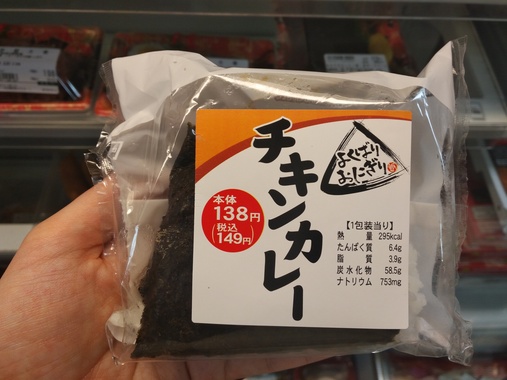 チキンカレー
よくばり
おにぎり
本体
138円
(税込
149円)
【1包装当り】
熱 量 295kcal
たんぱく質 6.4g
脂 質 3.9g
炭水化物 58.5g
ナトリウム 753mg